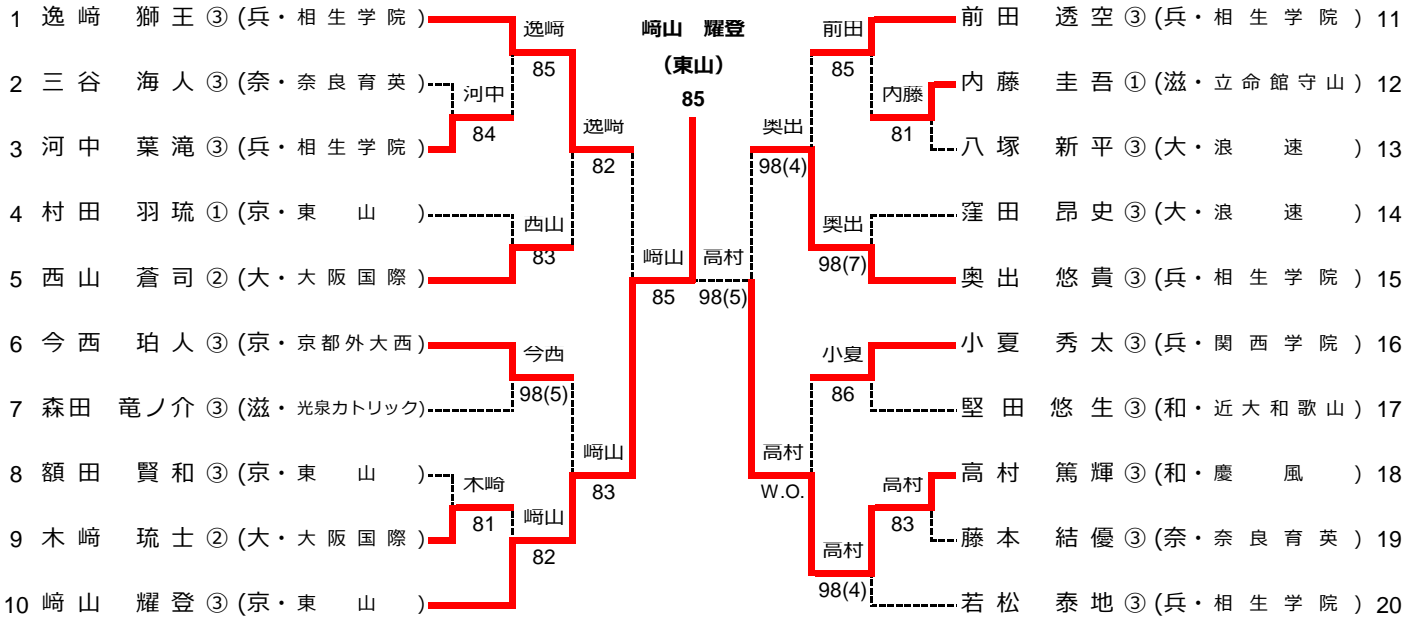 1 逸﨑 獅王③(兵・相生学院)
2 三谷 海人③(奈・奈良育英)
3 河中 葉滝③(兵・相生学院)
4 村田 羽琉①(京・東山)
5 西山 蒼司②(大・大阪国際)
6 今西 珀人③(京・京都外大西)
7 森田 竜ノ介③(滋・光泉カトリック)
8 額田 賢和③(京・東山)
9 木﨑 琉士②(大・大阪国際)
10 﨑山 耀登③(京・東山)
河中
84
木﨑
81
逸﨑
85
西山
83
今西
98(5)
﨑山
82
逸﨑
82
﨑山
83
﨑山
85
﨑山 耀登
(東山)
85
高村
98(5)
奥出
98(4)
高村
W.O.
前田
85
奥出
98(7)
小夏
86
高村
98(4)
内藤
81
高村
83
前田 透空③(兵・相生学院) 11
内藤 圭吾①(滋・立命館守山) 12
八塚 新平③(大・浪速) 13
窪田 昂史③(大・浪速) 14
奥出 悠貴③(兵・相生学院) 15
小夏 秀太③(兵・関西学院) 16
堅田 悠生③(和・近大和歌山) 17
高村 篤輝③(和・慶風) 18
藤本 結優③(奈・奈良育英) 19
若松 泰地③(兵・相生学院) 20